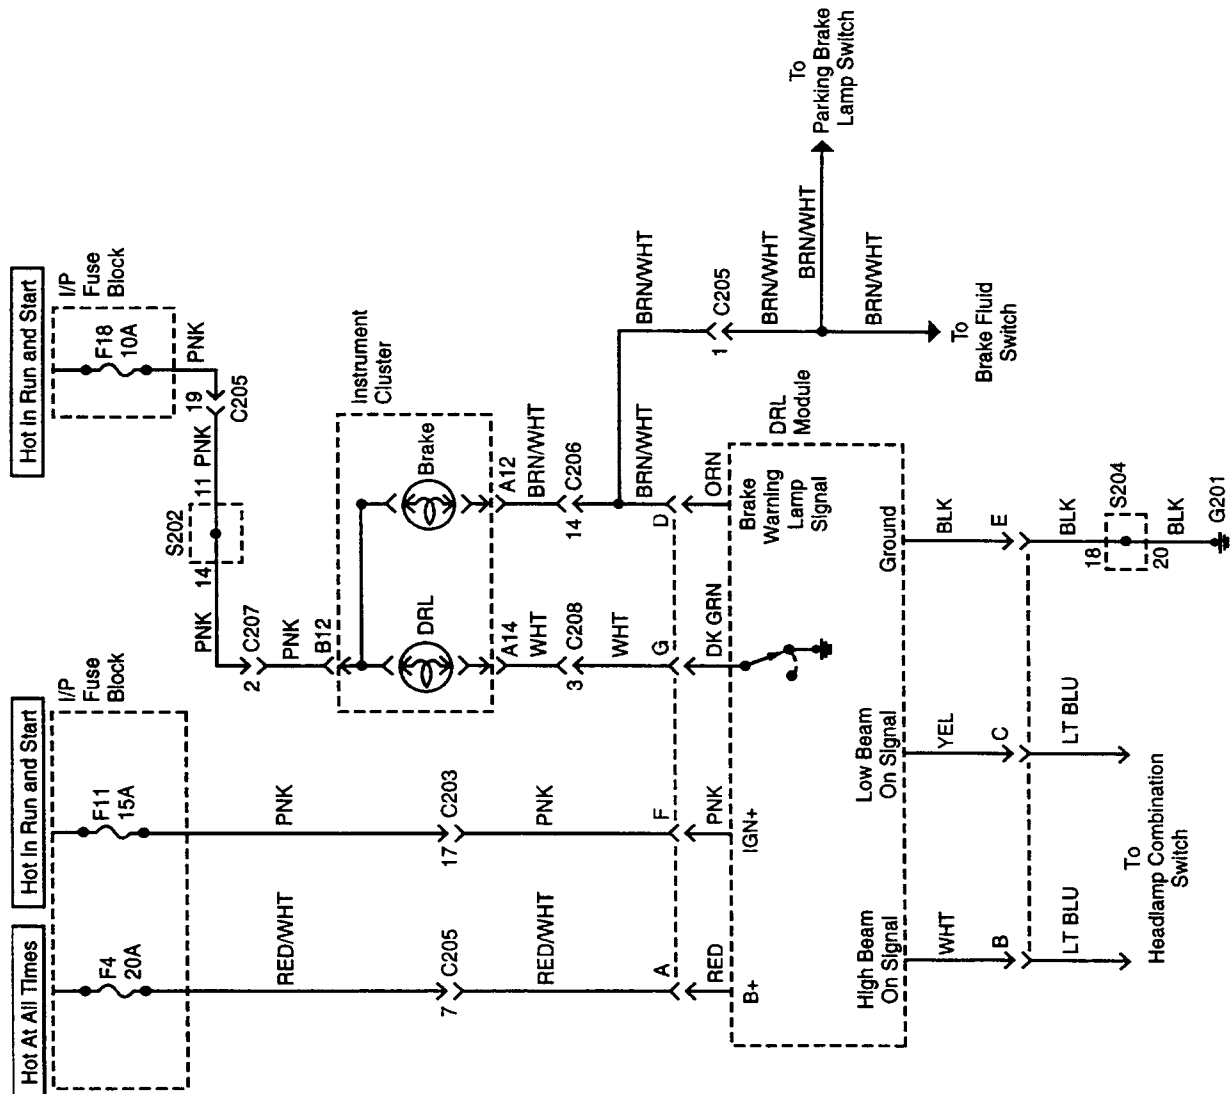 Hot At All Times
Hot In Run and Start
Hot In Run and Start
I/P
Fuse
Block
F4
20A
F11
15A
I/P
Fuse
Block
F18
10A
PNK
19
C205
PNK
11
S202
14
PNK
2
C207
PNK
B12
Instrument
Cluster
DRL
Brake
RED/WHT
7
C205
RED/WHT
A
RED
B+
PNK
17
C203
PNK
F
PNK
IGN+
A14
WHT
3
C208
WHT
G
DK GRN
A12
BRN/WHT
14
C206
BRN/WHT
D
ORN
BRN/WHT
1
C205
BRN/WHT
BRN/WHT
BRN/WHT
To
Parking Brake
Lamp Switch
To
Brake Fluid
Switch
DRL
Module
Brake
Warning
Lamp
Signal
High Beam
On Signal
Low Beam
On Signal
Ground
WHT
B
LT BLU
YEL
C
LT BLU
To
Headlamp Combination
Switch
BLK
E
BLK
18
S204
20
BLK
G201